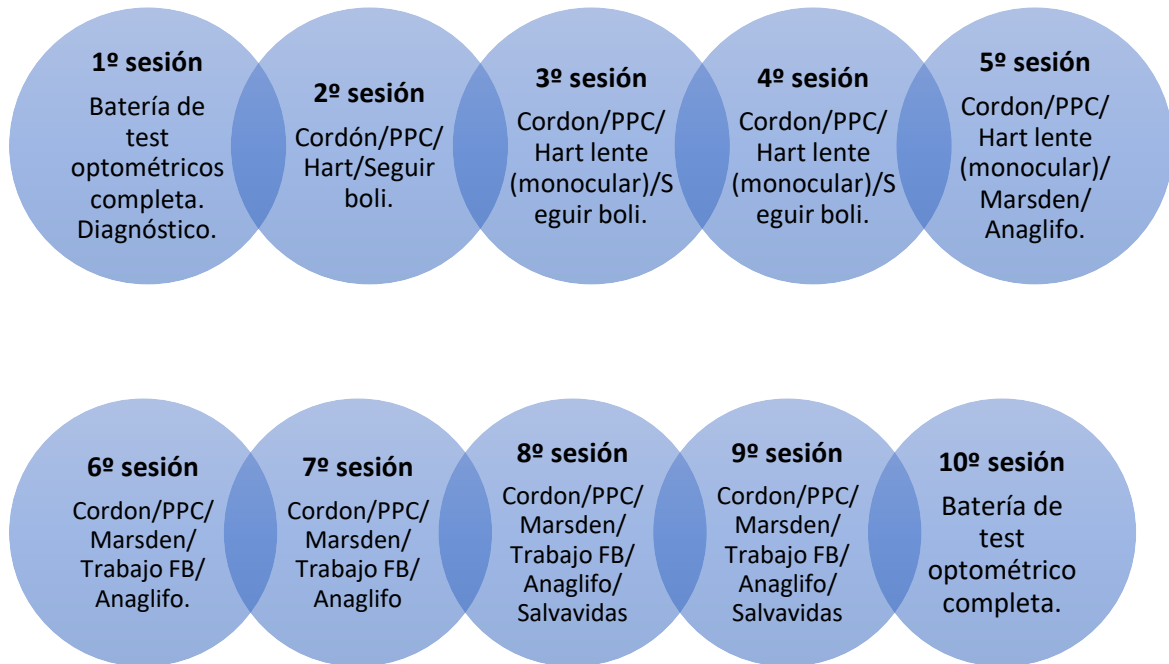 1º sesión
Batería de
test
optométricos
completa.
Diagnóstico.
2º sesión
Cordón/PPC/
Hart/Seguir
boli.
3º sesión
Cordon/PPC/
Hart lente
(monocular)/S
eguir boli.
4º sesión
Cordon/PPC/
Hart lente
(monocular)/S
eguir boli.
5º sesión
Cordon/PPC/
Hart lente
(monocular)/
Marsden/
Anaglifo.
6º sesión
Cordon/PPC/
Marsden/
Trabajo FB/
Anaglifo.
7º sesión
Cordon/PPC/
Marsden/
Trabajo FB/
Anaglifo
8º sesión
Cordon/PPC/
Marsden/
Trabajo FB/
Anaglifo/
Salvavidas
9º sesión
Cordon/PPC/
Marsden/
Trabajo FB/
Anaglifo/
Salvavidas
10º sesión
Batería de
test
optométrico
completa.